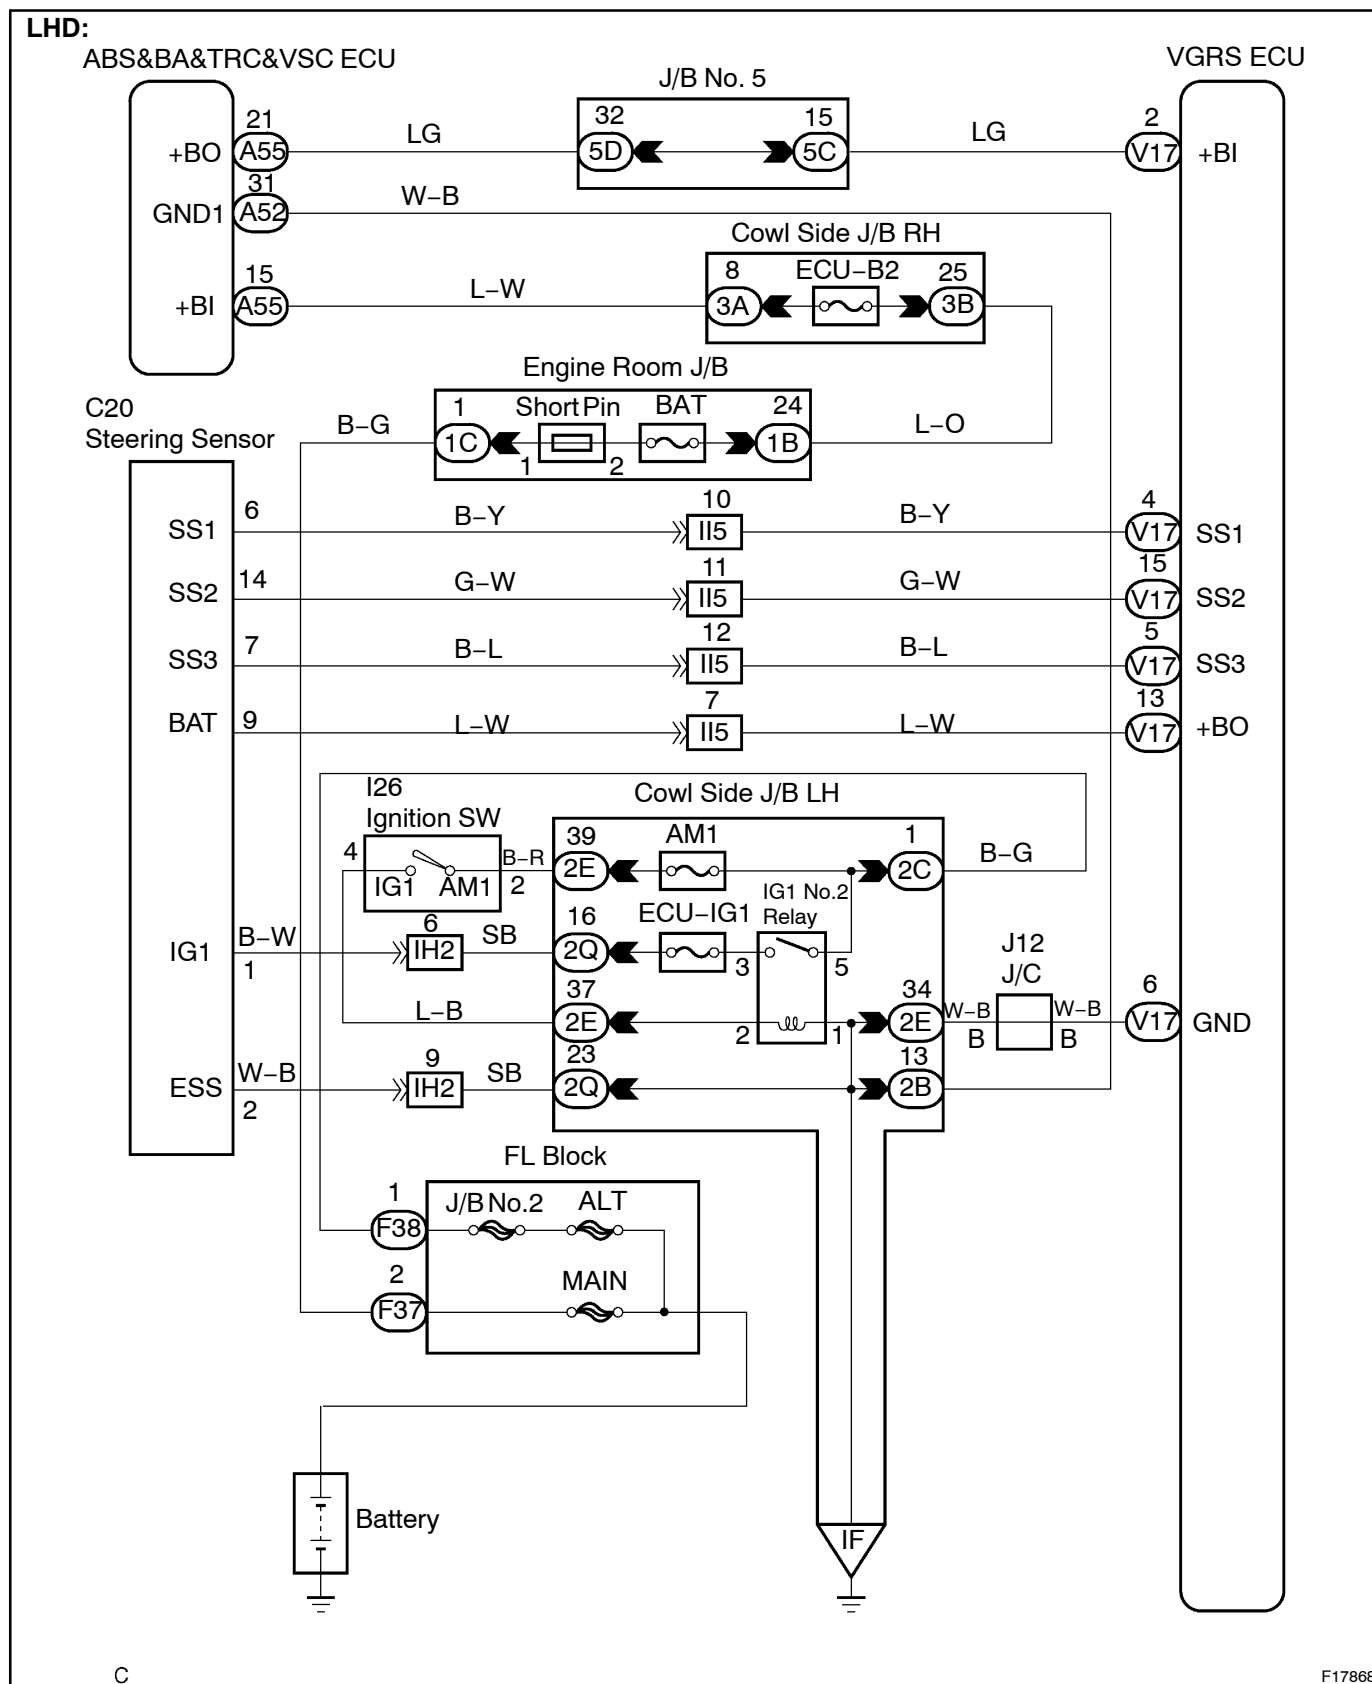 LHD:
ABS&BA&TRC&VSC ECU
VGRS ECU
J/B No. 5
21
32
15
2
LG
LG
+BO
A55
5D
5C
V17
+BI
31
W–B
GND1
A52
Cowl Side J/B RH
15
8
ECU–B2
25
L–W
+BI
A55
3A
3B
Engine Room J/B
C20
Steering Sensor
1
Short Pin
BAT
24
B–G
L–O
1C
1B
1
2
6
B–Y
10
B–Y
4
SS1
II5
V17
SS1
14
G–W
11
G–W
15
SS2
II5
V17
SS2
7
B–L
12
B–L
5
SS3
II5
V17
SS3
BAT
9
L–W
7
L–W
13
II5
V17
+BO
I26
Ignition SW
Cowl Side J/B LH
4
39
AM1
1
B–R
B–G
IG1
AM1
2
2E
2C
IG1 No.2
Relay
6
SB
16
ECU–IG1
B–W
J12
J/C
IG1
1
IH2
2Q
3
5
37
34
6
L–B
W–B
W–B
2E
2E
V17
GND
2
1
B
B
9
SB
23
13
W–B
ESS
2
IH2
2Q
2B
FL Block
1
J/B No.2
ALT
F38
2
MAIN
F37
Battery
IF
C
F17868